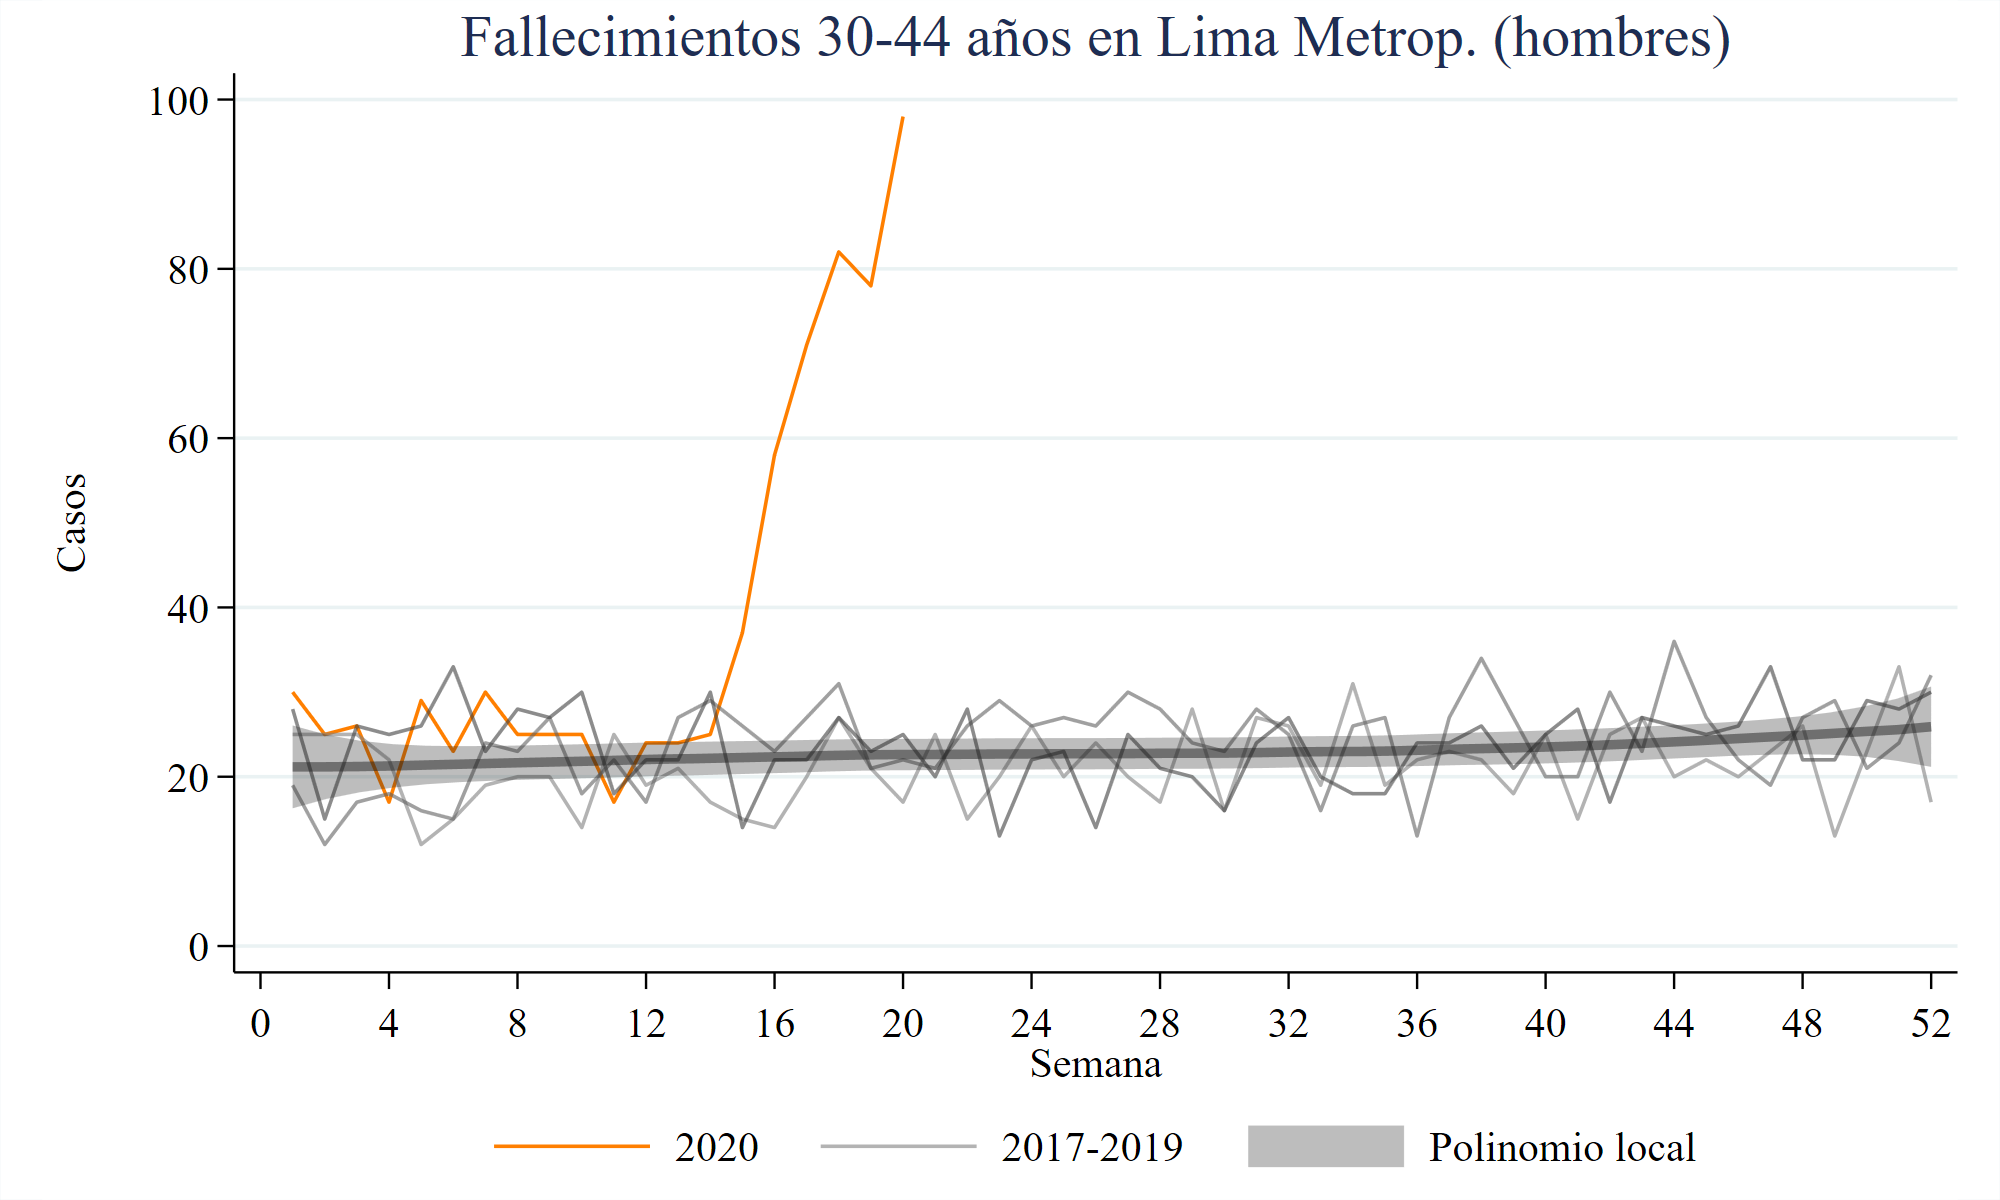 Fallecimientos 30-44 años en Lima Metrop. (hombres)
100
80
60
40
20
0
Casos
0 4 8 12 16 20 24 28 32 36 40 44 48 52
Semana
2020 2017-2019 Polinomio local